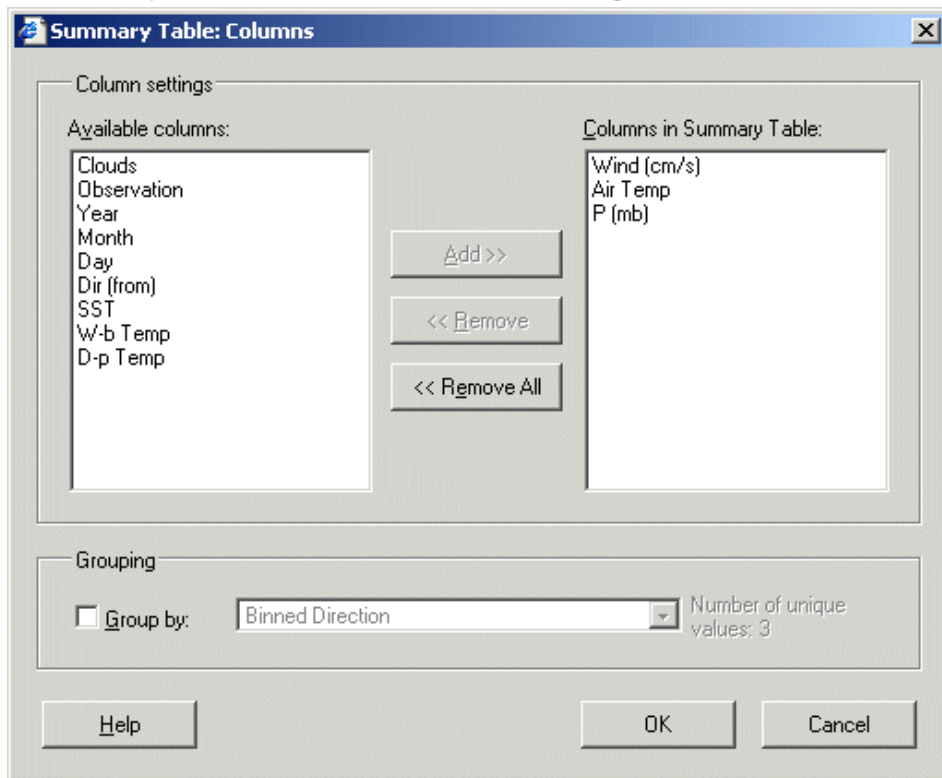 Summary Table: Columns
Column settings
Available columns:
Clouds
Observation
Year
Month
Day
Dir (from)
SST
W-b Temp
D-p Temp
Add >>
<< Remove
<< Remove All
Columns in Summary Table:
Wind (cm/s)
Air Temp
P (mb)
Grouping
Group by:
Binned Direction
Number of unique
values: 3
Help
OK
Cancel